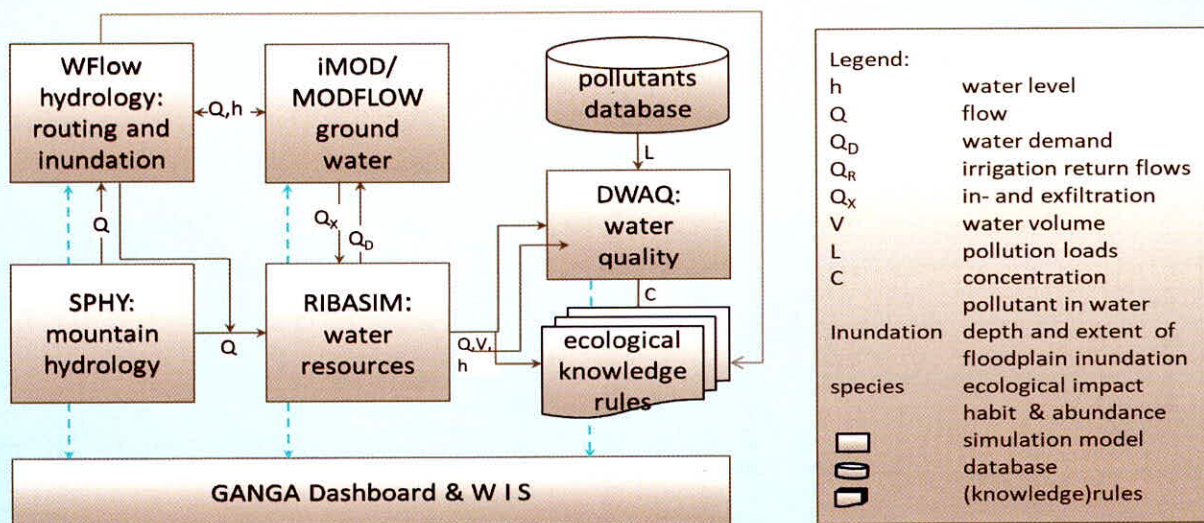 WFlow
hydrology:
routing and
inundation
Q,h
iMOD/
MODFLOW
ground
water
pollutants
database
L
DWAQ:
water
quality
Q
Qx
QD
C
SPHY:
mountain
hydrology
Q
RIBASIM:
water
resources
Q,V,
h
ecological
knowledge
rules
GANGA Dashboard & W I S
Legend:
h water level
Q flow
QD water demand
QR irrigation return flows
QX in- and exfiltration
V water volume
L pollution loads
C concentration
pollutant in water
Inundation depth and extent of
floodplain inundation
species ecological impact
habit & abundance
simulation model
database
(knowledge)rules